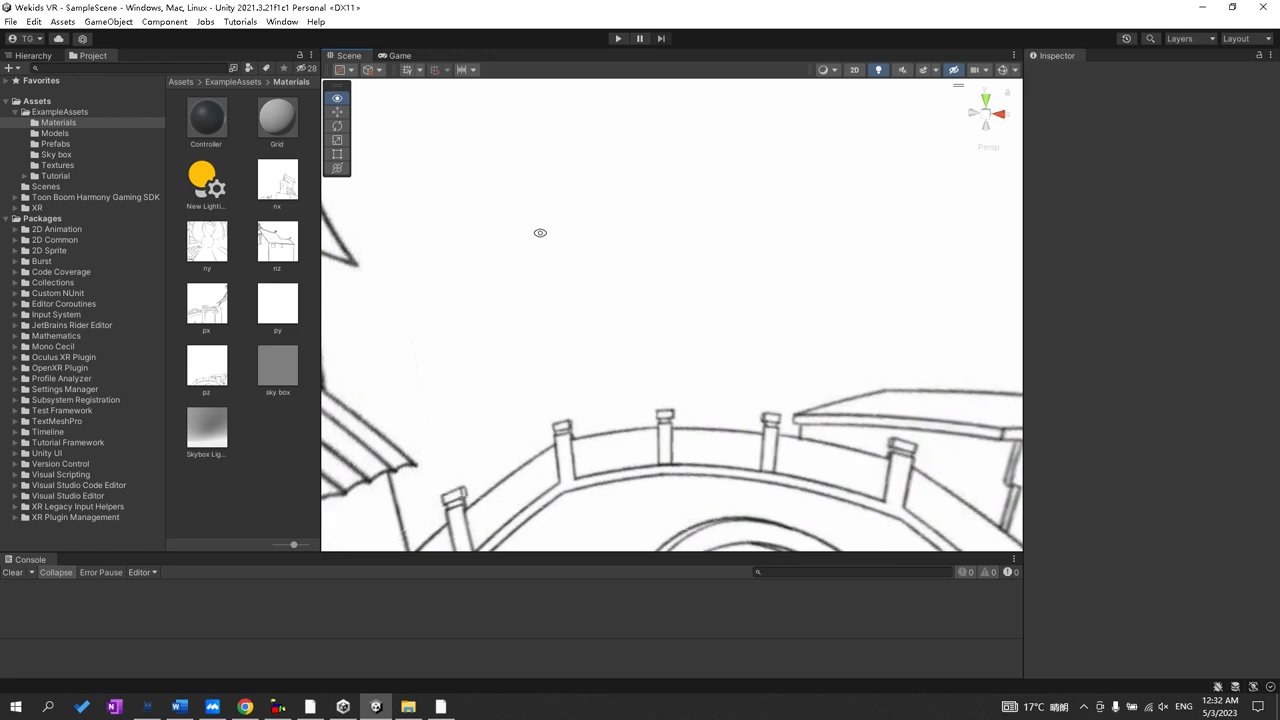 Wekids VR - SampleScene - Windows, Mac, Linux - Unity 2021.3.21f1c1 Personal <DX11>
File Edit Assets GameObject Component Jobs Tutorials Window Help
TG Layers Layout
Hierarchy Project Scene Game Inspector
28 2D
Favorites Assets ExampleAssets Materials
Assets
ExampleAssets
Materials
Models
Prefabs
Sky box
Textures
Tutorial
Scenes
Toon Boom Harmony Gaming SDK
XR
Packages
2D Animation
2D Common
2D Sprite
Burst
Code Coverage
Collections
Custom NUnit
Editor Coroutines
Input System
JetBrains Rider Editor
Mathematics
Mono Cecil
Oculus XR Plugin
OpenXR Plugin
Profile Analyzer
Settings Manager
Subsystem Registration
Test Framework
TextMeshPro
Timeline
Tutorial Framework
Unity UI
Version Control
Visual Scripting
Visual Studio Code Editor
Visual Studio Editor
XR Legacy Input Helpers
XR Plugin Management
Controller Grid
New Lighti... nx
ny nz
px py
pz sky box
Skybox Lig...
y
x
Persp
Console
Clear Collapse Error Pause Editor 0 0 0
17°C 晴朗 ENG 12:32 AM
5/3/2023